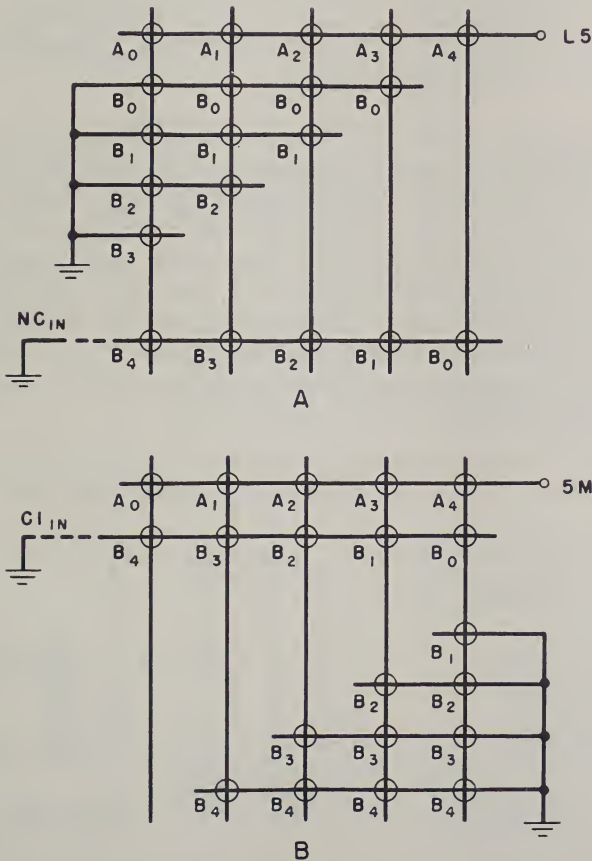 A₀ A₁ A₂ A₃ A₄ L5
B₀ B₀ B₀ B₀
B₁ B₁ B₁
B₂ B₂
B₃
NC_IN
B₄ B₃ B₂ B₁ B₀
A
A₀ A₁ A₂ A₃ A₄ 5M
CI_IN
B₄ B₃ B₂ B₁ B₀
B₁
B₂ B₂
B₃ B₃ B₃
B₄ B₄ B₄ B₄
B